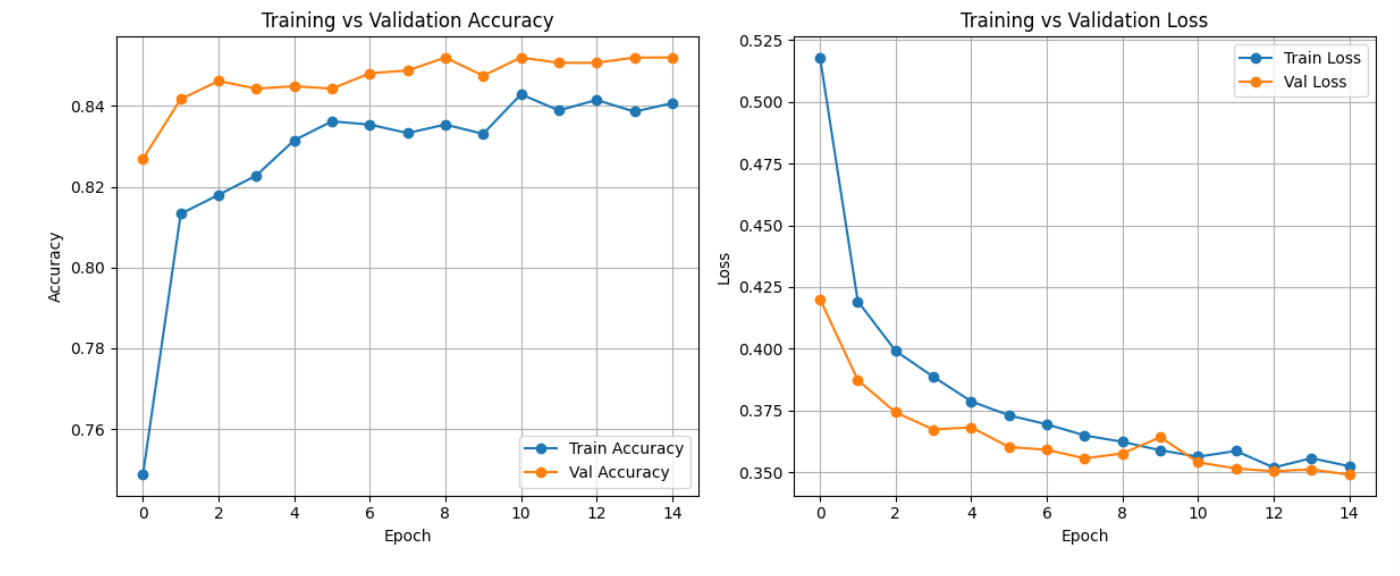 Training vs Validation Accuracy
Accuracy
0.84
0.82
0.80
0.78
0.76
Train Accuracy
Val Accuracy
0 2 4 6 8 10 12 14
Epoch
Training vs Validation Loss
Loss
0.525
0.500
0.475
0.450
0.425
0.400
0.375
0.350
Train Loss
Val Loss
0 2 4 6 8 10 12 14
Epoch